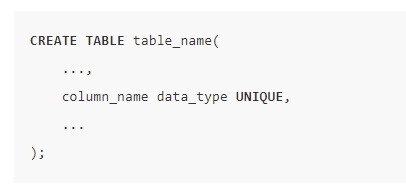 CREATE TABLE table_name(
    ...,
    column_name data_type UNIQUE,
    ...
);